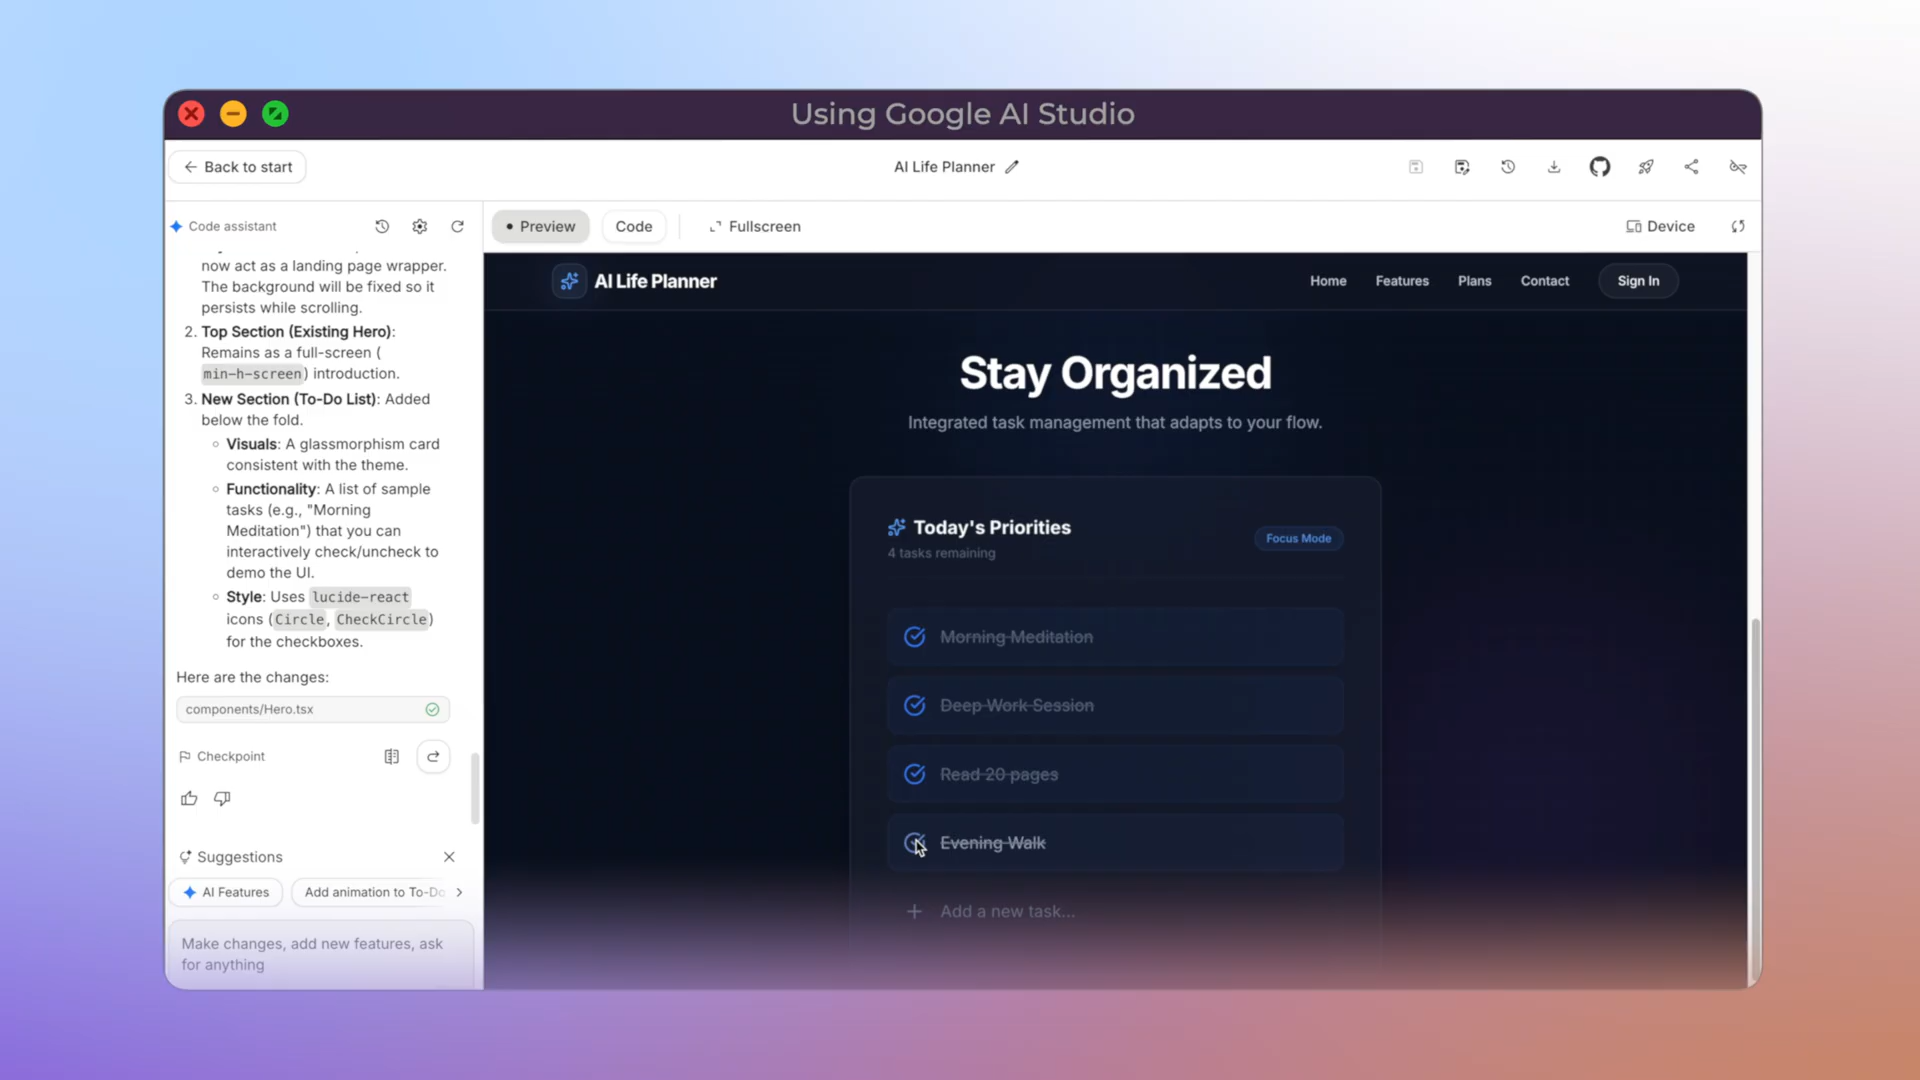 Using Google AI Studio
Back to start
AI Life Planner
Code assistant
Preview
Code
Fullscreen
Device
now act as a landing page wrapper.
The background will be fixed so it
persists while scrolling.
2. Top Section (Existing Hero):
Remains as a full-screen (
min-h-screen) introduction.
3. New Section (To-Do List): Added
below the fold.
Visuals: A glassmorphism card
consistent with the theme.
Functionality: A list of sample
tasks (e.g., "Morning
Meditation") that you can
interactively check/uncheck to
demo the UI.
Style: Uses lucide-react
icons (Circle, CheckCircle)
for the checkboxes.
Here are the changes:
components/Hero.tsx
Checkpoint
Suggestions
AI Features
Add animation to To-Do
Make changes, add new features, ask
for anything
AI Life Planner
Home
Features
Plans
Contact
Sign In
Stay Organized
Integrated task management that adapts to your flow.
Today's Priorities
4 tasks remaining
Focus Mode
Morning Meditation
Deep Work Session
Read 20 pages
Evening Walk
Add a new task...